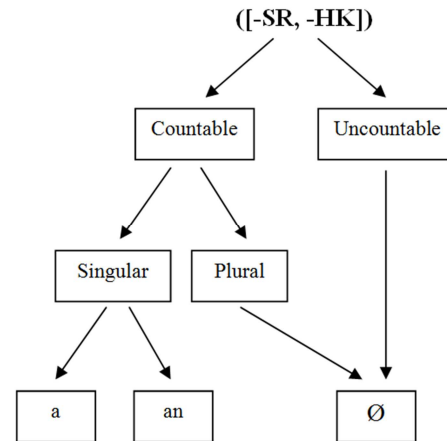 ([-SR, -HK])
Countable
Uncountable
Singular
Plural
a
an
Ø